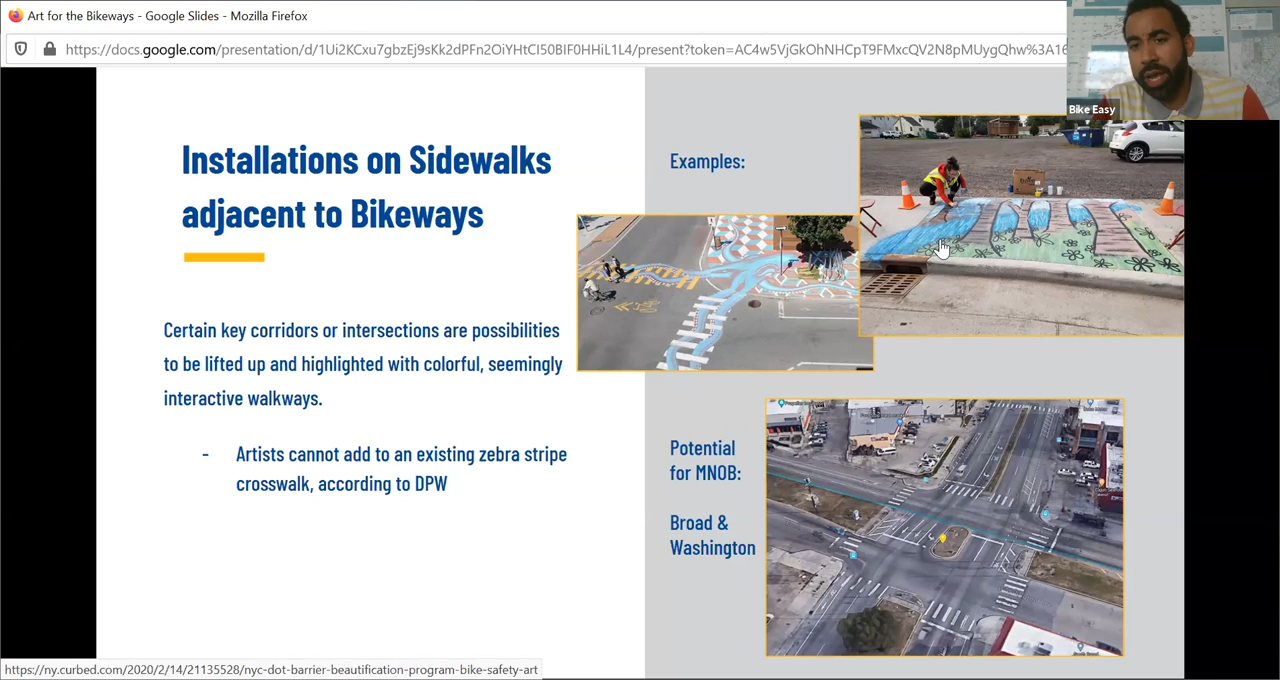 Art for the Bikeways - Google Slides - Mozilla Firefox
https://docs.google.com/presentation/d/1Ui2KCxu7gbzEj9sKk2dPFn2OiYHtCI50BIF0HHiL1L4/present?token=AC4w5VjGkOhNHCpT9FMxcQV2N8pMUygQhw%3A16
Bike Easy
Installations on Sidewalks
adjacent to Bikeways
Certain key corridors or intersections are possibilities
to be lifted up and highlighted with colorful, seemingly
interactive walkways.
- Artists cannot add to an existing zebra stripe
crosswalk, according to DPW
Examples:
Potential
for MNOB:
Broad &
Washington
https://ny.curbed.com/2020/2/14/21135528/nyc-dot-barrier-beautification-program-bike-safety-art